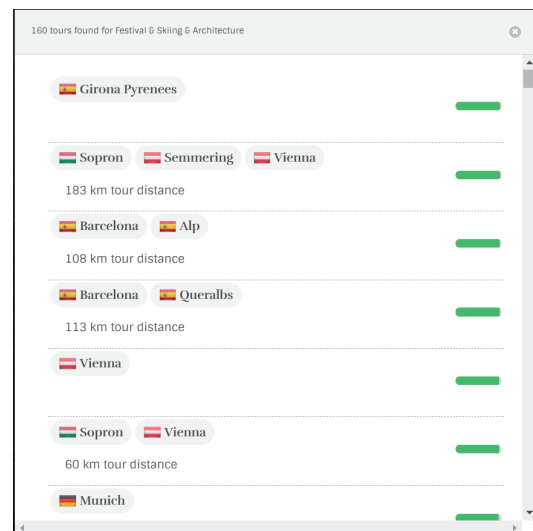 160 tours found for Festival & Skiing & Architecture
Girona Pyrenees
Sopron Semmering Vienna
183 km tour distance
Barcelona Alp
108 km tour distance
Barcelona Queralbs
113 km tour distance
Vienna
Sopron Vienna
60 km tour distance
Munich